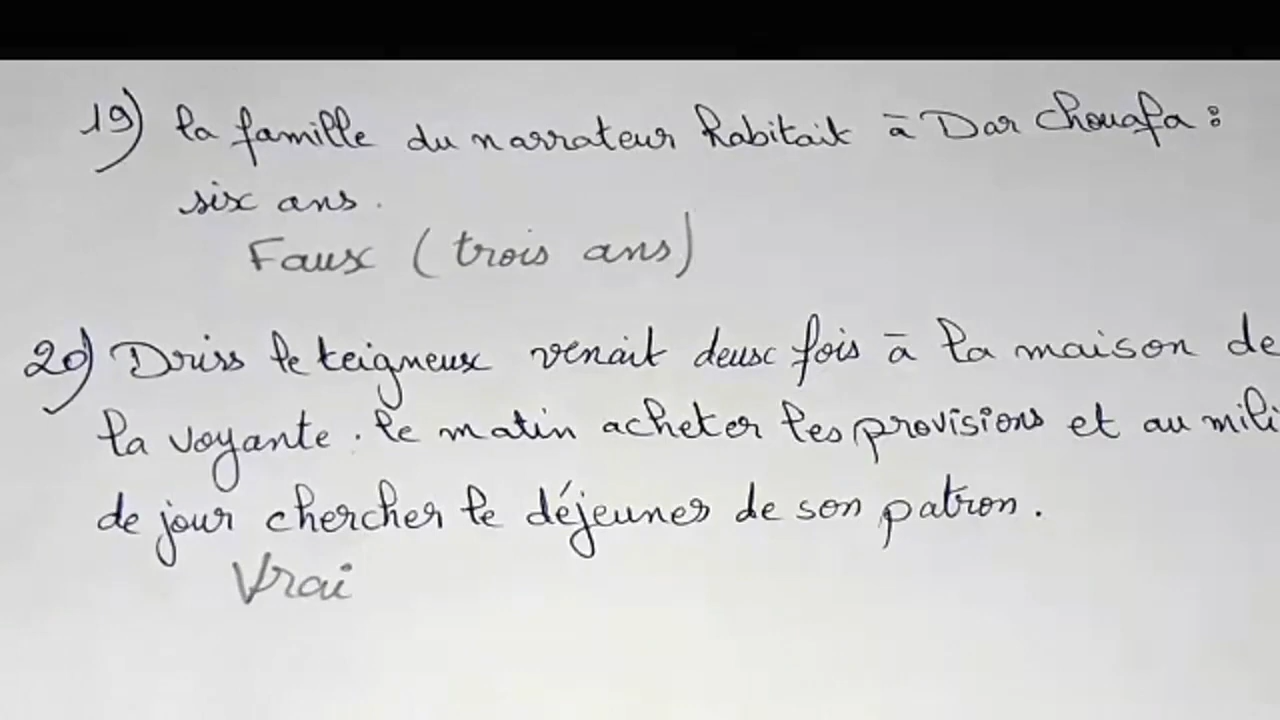 19) la famille du narrateur habitait à Dar Chouafa :
six ans.
Faux (trois ans)
20) Driss le teigneux venait deux fois à la maison de
la voyante. le matin acheter les provisions et au mili
de jour chercher le déjeuner de son patron.
Vrai